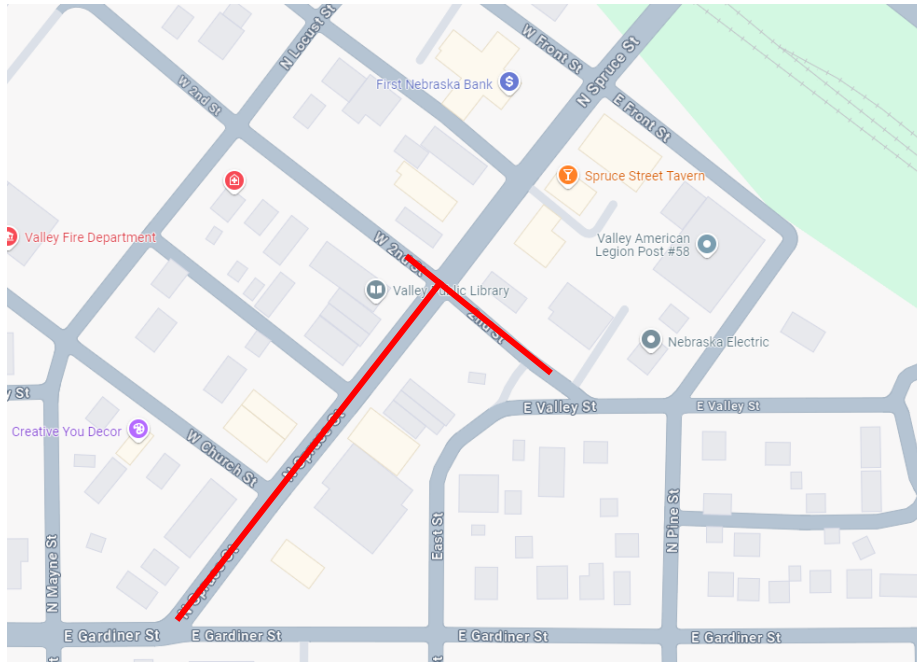 N Locust St
W Front St
N Spruce St
W 2nd St
First Nebraska Bank
$
E Front St
Spruce Street Tavern
Valley Fire Department
W 2nd St
Valley American
Legion Post #58
Valley Public Library
2nd St
Nebraska Electric
y St
E Valley St
E Valley St
Creative You Decor
N Spruce St
W Church St
N Pine St
East St
N Mayne St
N Spruce St
E Gardiner St
E Gardiner St
E Gardiner St
E Gardiner St